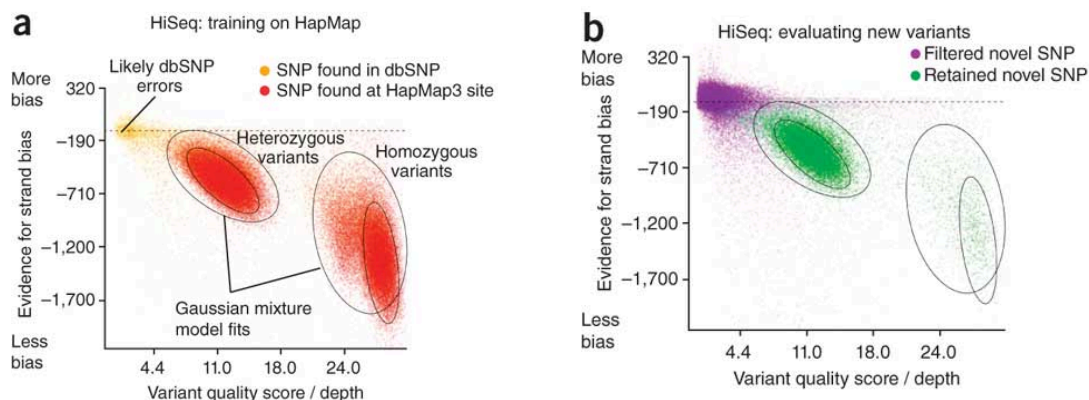 a
HiSeq: training on HapMap
More
bias
Likely dbSNP
errors
SNP found in dbSNP
SNP found at HapMap3 site
Heterozygous
variants
Homozygous
variants
Gaussian mixture
model fits
Evidence for strand bias
320
−190
−710
−1,200
−1,700
Less
bias
4.4
11.0
18.0
24.0
Variant quality score / depth
b
HiSeq: evaluating new variants
More
bias
Filtered novel SNP
Retained novel SNP
Evidence for strand bias
320
−190
−710
−1,200
−1,700
Less
bias
4.4
11.0
18.0
24.0
Variant quality score / depth